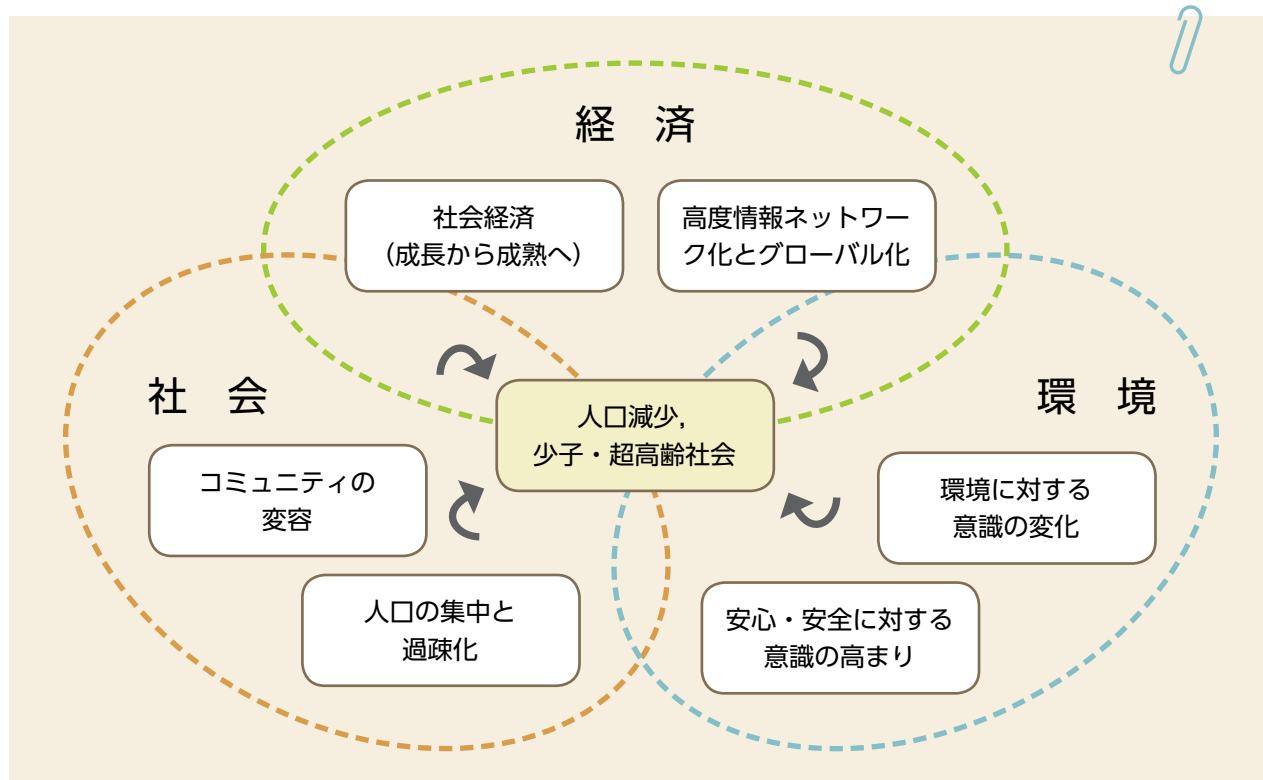 経　済
社会経済
（成長から成熟へ）
高度情報ネットワー
ク化とグローバル化
社　会
環　境
人口減少，
少子・超高齢社会
コミュニティの
変容
環境に対する
意識の変化
人口の集中と
過疎化
安心・安全に対する
意識の高まり